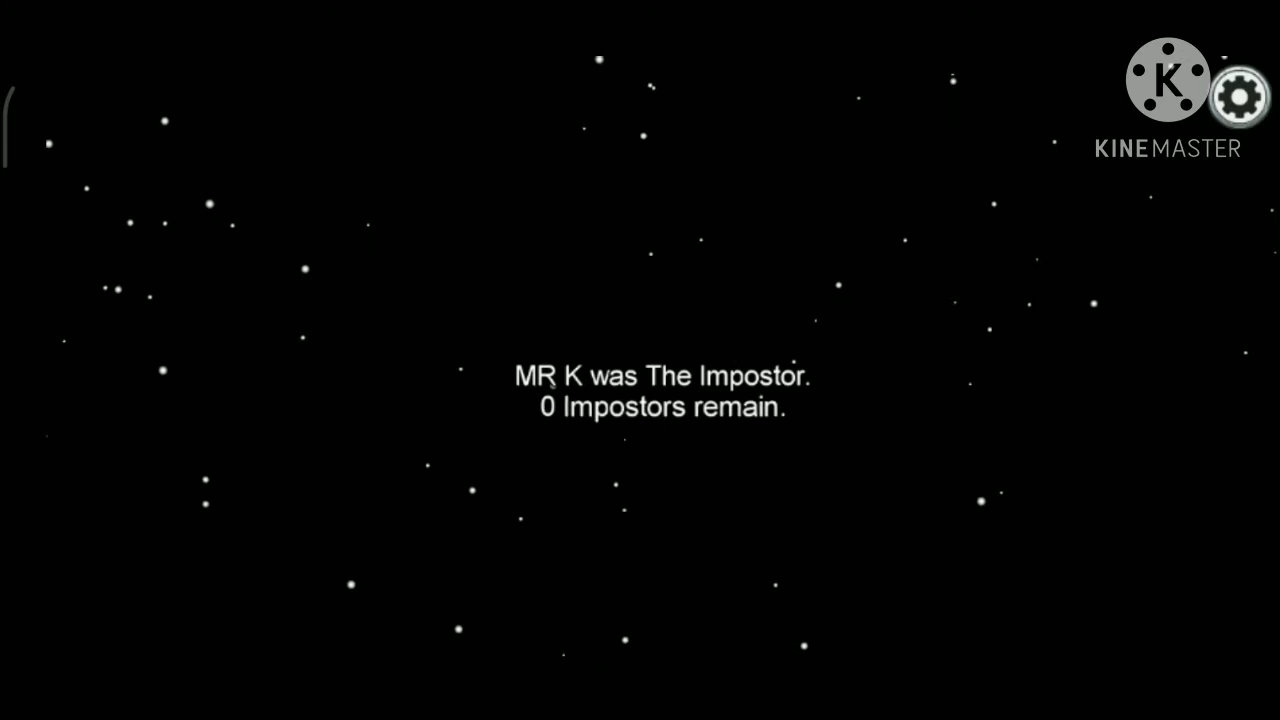 K
KINEMASTER
MR K was The Impostor.
0 Impostors remain.